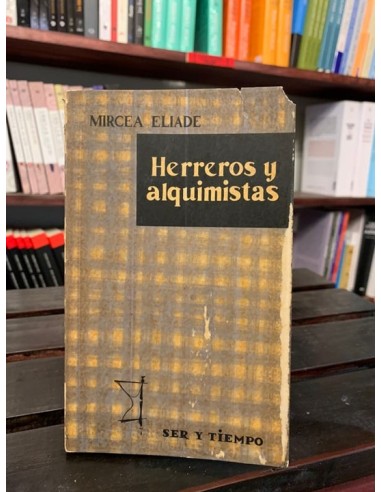 MIRCEA ELIADE
Herreros y
alquimistas
SER Y TIEMPO